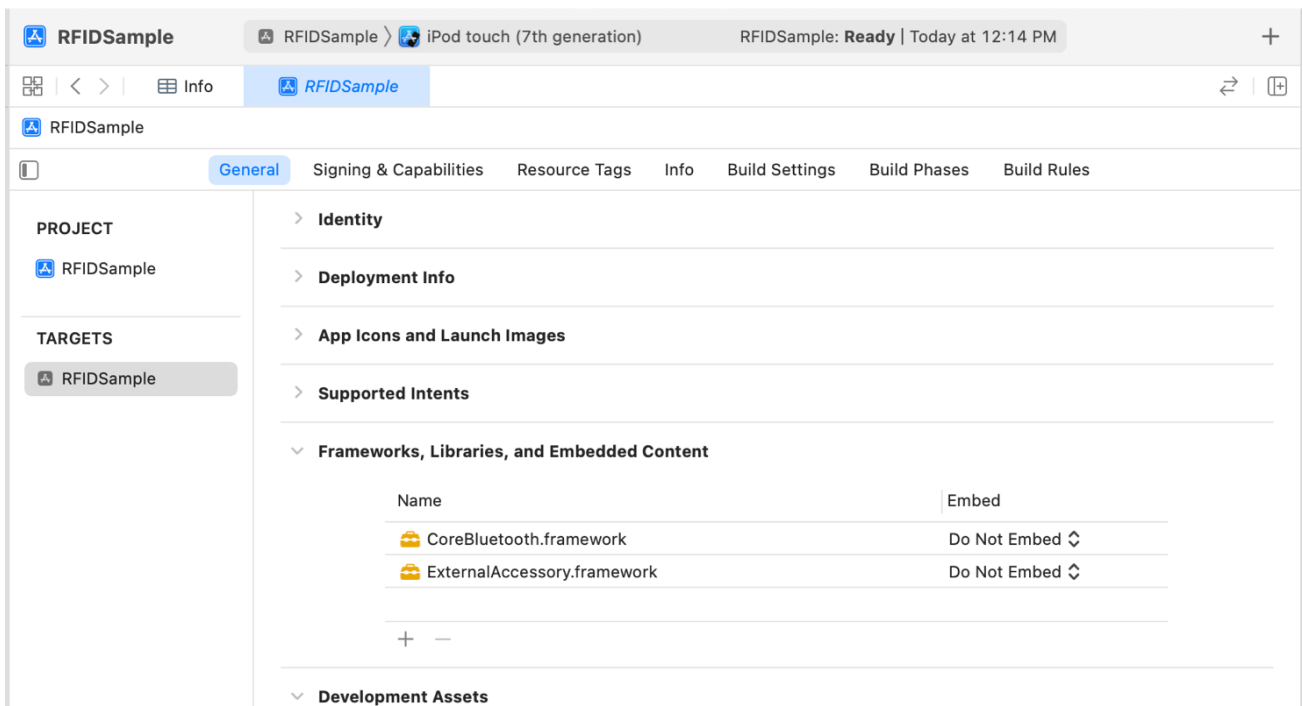 RFIDSample RFIDSample 〉 iPod touch (7th generation) RFIDSample: Ready | Today at 12:14 PM
Info RFIDSample
RFIDSample
General Signing & Capabilities Resource Tags Info Build Settings Build Phases Build Rules
PROJECT
RFIDSample
TARGETS
RFIDSample
Identity
Deployment Info
App Icons and Launch Images
Supported Intents
Frameworks, Libraries, and Embedded Content
Name Embed
CoreBluetooth.framework Do Not Embed
ExternalAccessory.framework Do Not Embed
Development Assets